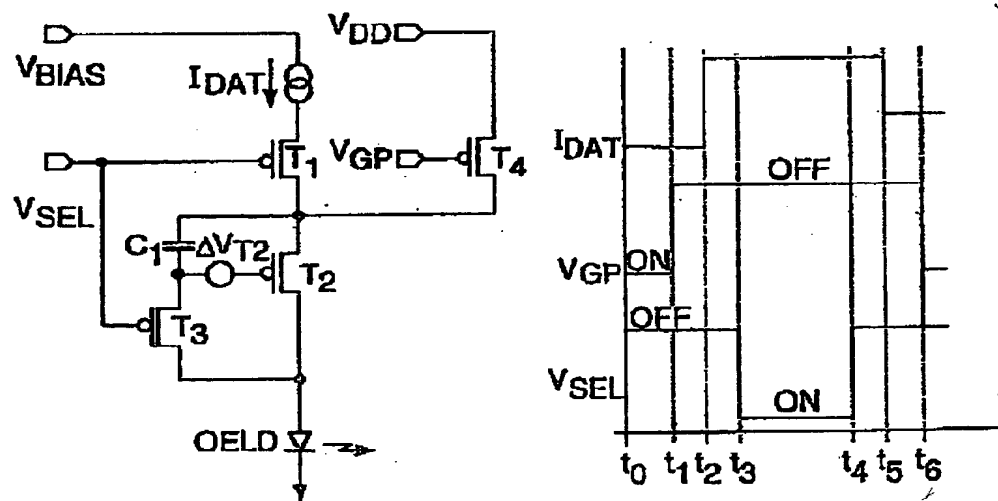 VBIAS
IDAT
VDD
VSEL
T1
VGP
T4
C1
ΔVT2
T2
T3
OELD
IDAT
OFF
VGP
ON
OFF
VSEL
ON
t0 t1 t2 t3 t4 t5 t6